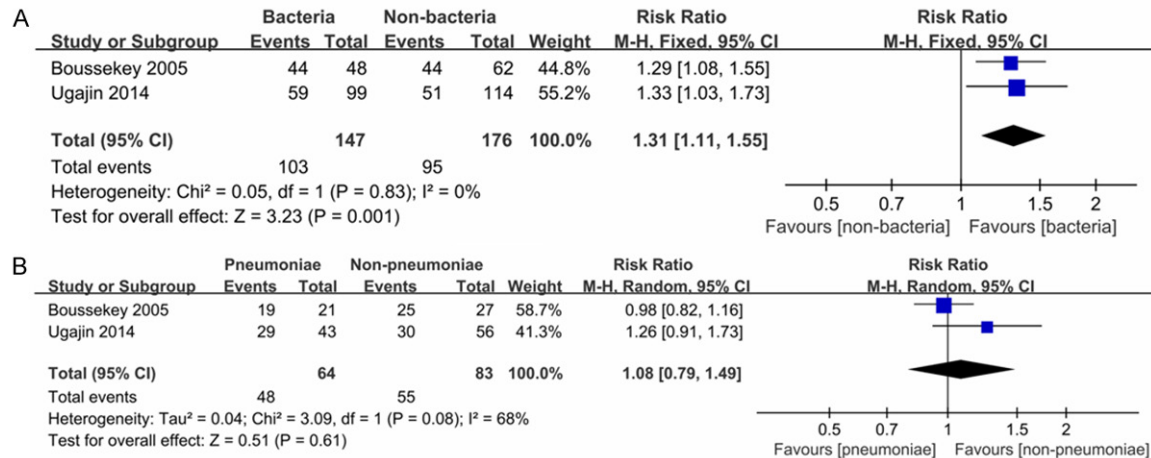 A
Bacteria Non-bacteria Risk Ratio Risk Ratio
Study or Subgroup Events Total Events Total Weight M-H, Fixed, 95% CI M-H, Fixed, 95% CI
Boussekey 2005 44 48 44 62 44.8% 1.29 [1.08, 1.55]
Ugajin 2014 59 99 51 114 55.2% 1.33 [1.03, 1.73]
Total (95% CI) 147 176 100.0% 1.31 [1.11, 1.55]
Total events 103 95
Heterogeneity: Chi² = 0.05, df = 1 (P = 0.83); I² = 0%
Test for overall effect: Z = 3.23 (P = 0.001)
0.5 0.7 1 1.5 2
Favours [non-bacteria] Favours [bacteria]
B
Pneumoniae Non-pneumoniae Risk Ratio Risk Ratio
Study or Subgroup Events Total Events Total Weight M-H, Random, 95% CI M-H, Random, 95% CI
Boussekey 2005 19 21 25 27 58.7% 0.98 [0.82, 1.16]
Ugajin 2014 29 43 30 56 41.3% 1.26 [0.91, 1.73]
Total (95% CI) 64 83 100.0% 1.08 [0.79, 1.49]
Total events 48 55
Heterogeneity: Tau² = 0.04; Chi² = 3.09, df = 1 (P = 0.08); I² = 68%
Test for overall effect: Z = 0.51 (P = 0.61)
0.5 0.7 1 1.5 2
Favours [pneumoniae] Favours [non-pneumoniae]